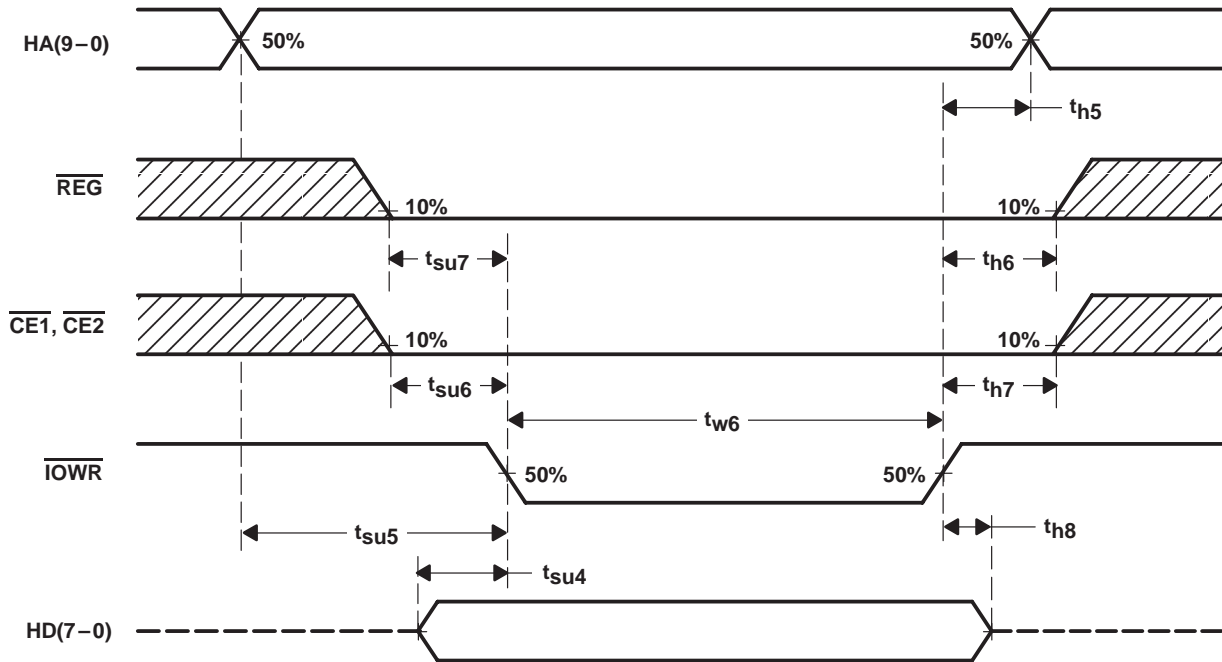 HA(9–0)
50%
50%
th5
REG
10%
10%
tsu7
th6
CE1, CE2
10%
10%
tsu6
th7
tw6
IOWR
50%
50%
tsu5
th8
tsu4
HD(7–0)